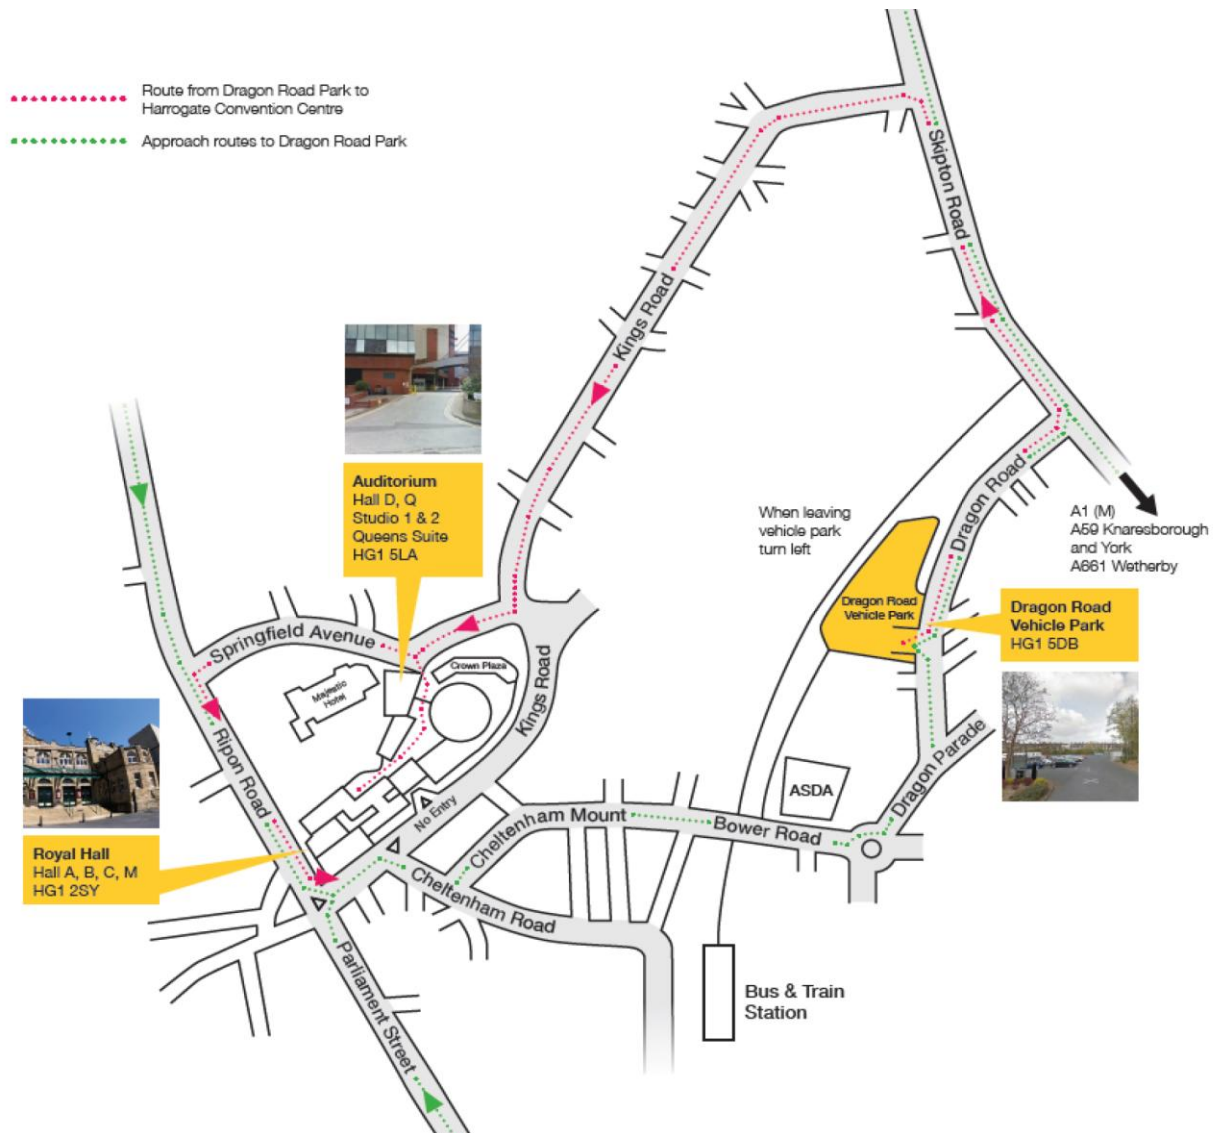 Route from Dragon Road Park to
Harrogate Convention Centre
Approach routes to Dragon Road Park
Skipton Road
Kings Road
Auditorium
Hall D, Q
Studio 1 & 2
Queens Suite
HG1 5LA
When leaving
vehicle park
turn left
Dragon Road
A1 (M)
A59 Knaresborough
and York
A661 Wetherby
Dragon Road
Vehicle Park
Dragon Road
Vehicle Park
HG1 5DB
Springfield Avenue
Crown Plaza
Majestic
Hotel
Kings Road
Ripon Road
Dragon Parade
ASDA
No Entry
Cheltenham Mount
Bower Road
Royal Hall
Hall A, B, C, M
HG1 2SY
Cheltenham Road
Parliament Street
Bus & Train
Station